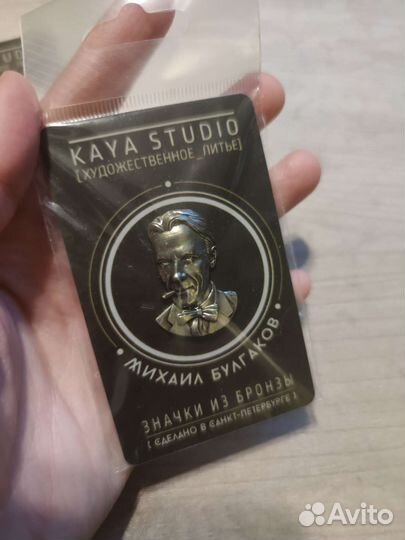 KAYA STUDIO
[ХУДОЖЕСТВЕННОЕ_ЛИТЬЕ]
• МИХАИЛ БУЛГАКОВ •
ЗНАЧКИ ИЗ БРОНЗЫ
[ СДЕЛАНО В САНКТ-ПЕТЕРБУРГЕ ]
Avito